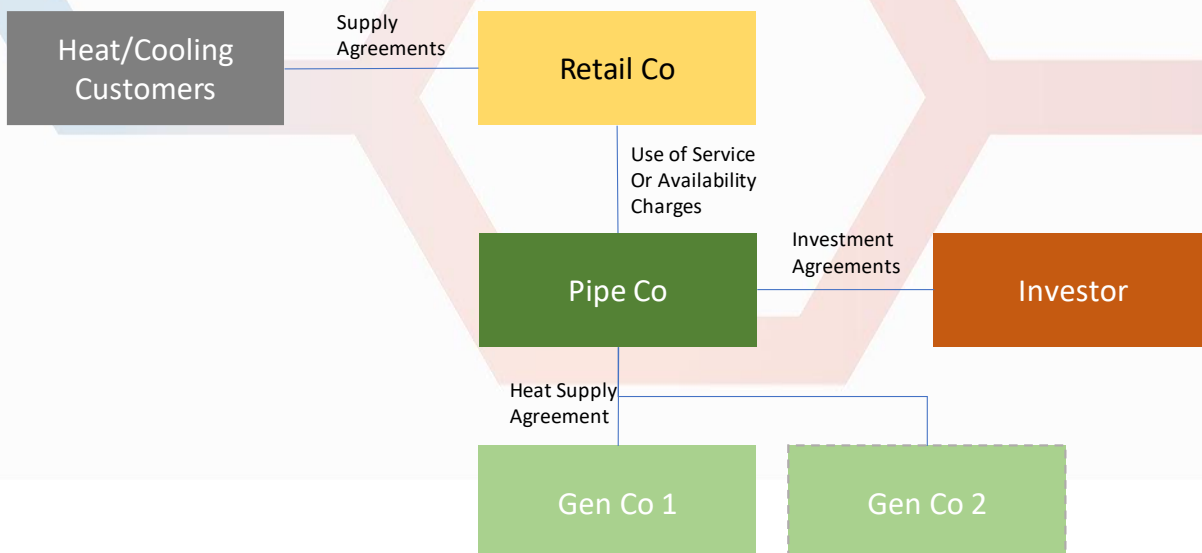 Heat/Cooling
Customers
Supply
Agreements
Retail Co
Use of Service
Or Availability
Charges
Pipe Co
Investment
Agreements
Investor
Heat Supply
Agreement
Gen Co 1
Gen Co 2